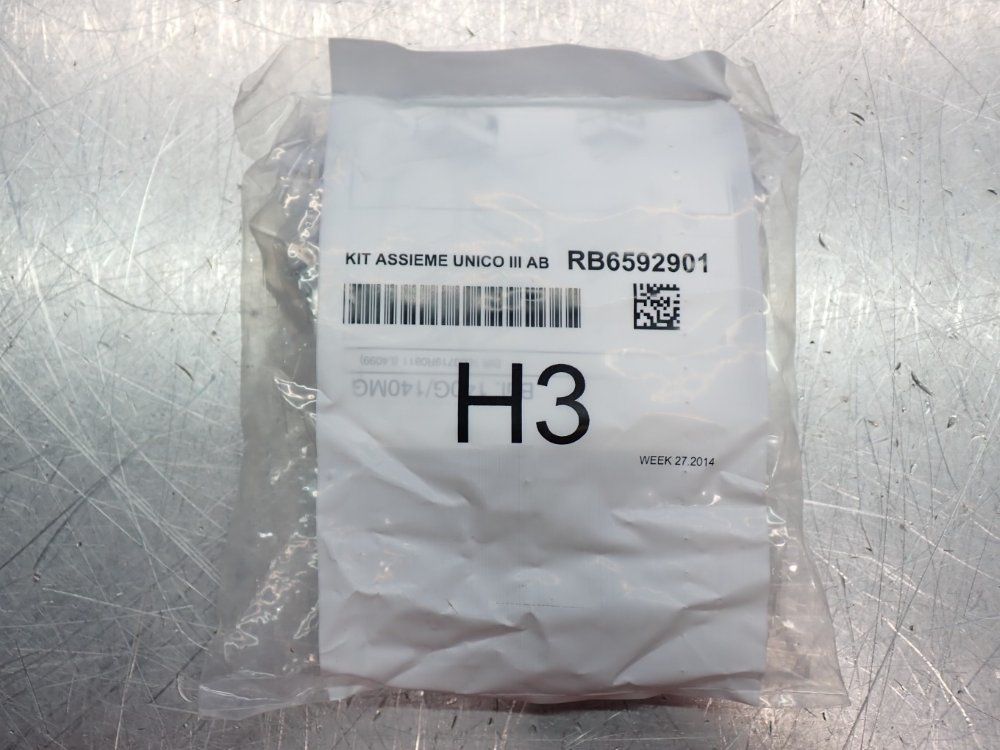 KIT ASSIEME UNICO III AB RB6592901
H3
WEEK 27.2014